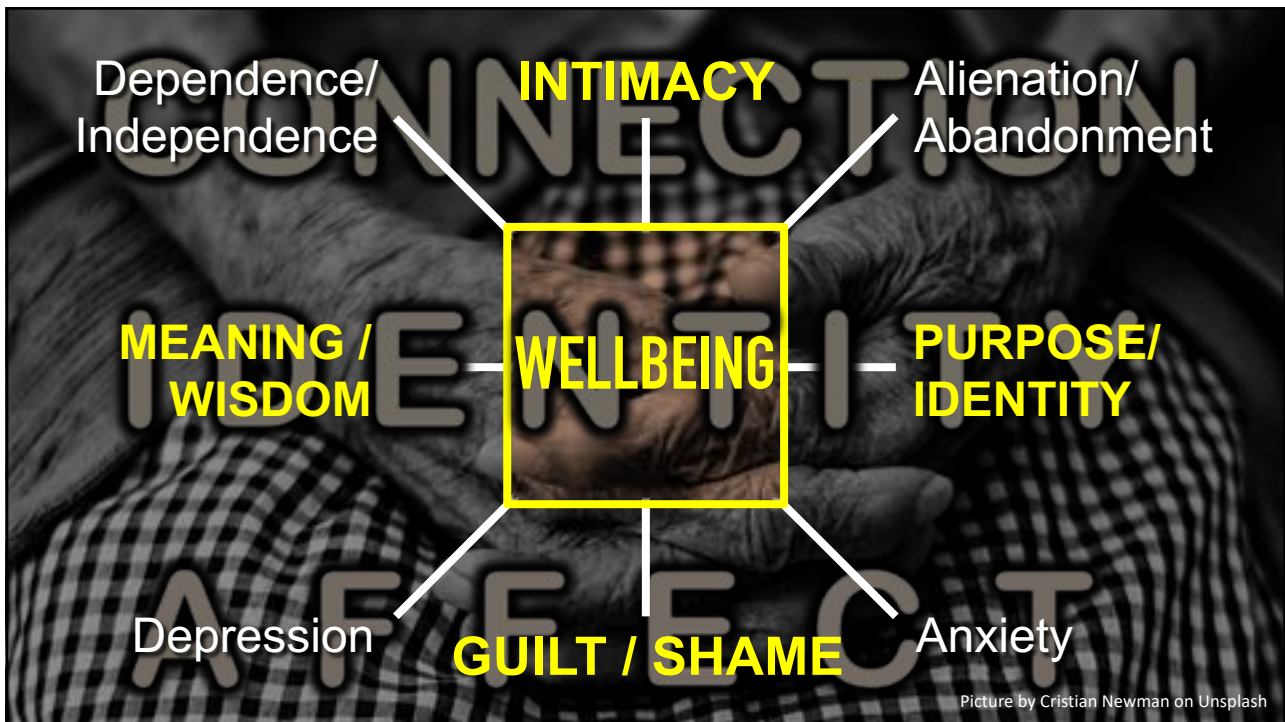 CONNECTION
Dependence/
Independence
INTIMACY
Alienation/
Abandonment
IDENTITY
MEANING /
WISDOM
WELLBEING
PURPOSE/
IDENTITY
AFFECT
Depression
GUILT / SHAME
Anxiety
Picture by Cristian Newman on Unsplash